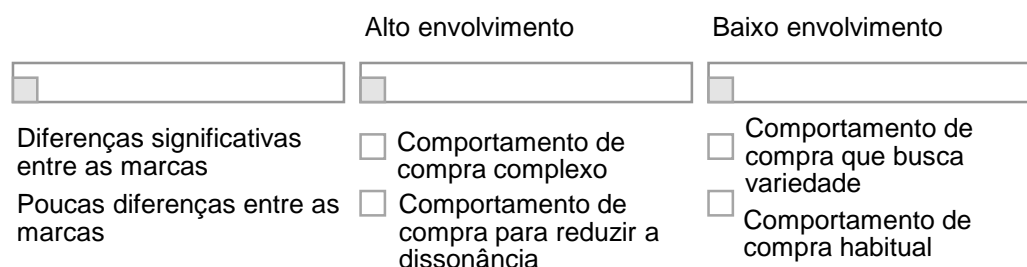 Alto envolvimento
Baixo envolvimento
Diferenças significativas
entre as marcas
Comportamento de
compra complexo
Comportamento de
compra que busca
variedade
Poucas diferenças entre as
marcas
Comportamento de
compra para reduzir a
dissonância
Comportamento de
compra habitual